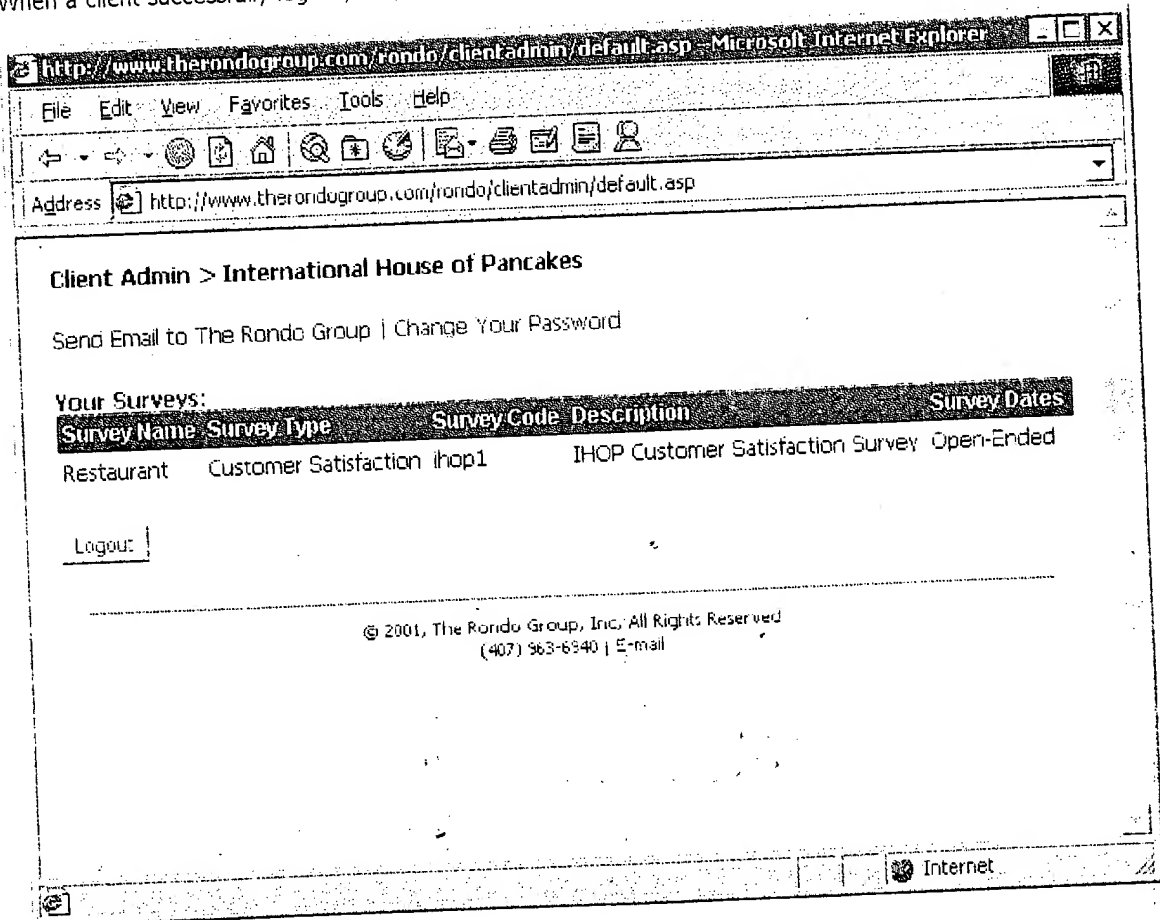 When a client successfully
http://www.therondogroup.com/rondo/clientadmin/default.asp - Microsoft Internet Explorer
File Edit View Favorites Tools Help
Address http://www.therondogroup.com/rondo/clientadmin/default.asp
Client Admin > International House of Pancakes
Send Email to The Rondo Group | Change Your Password
Your Surveys:
Survey Name Survey Type Survey Code Description Survey Dates
Restaurant Customer Satisfaction ihop1 IHOP Customer Satisfaction Survey Open-Ended
Logout
© 2001, The Rondo Group, Inc, All Rights Reserved
(407) 963-6940 | E-mail
Internet